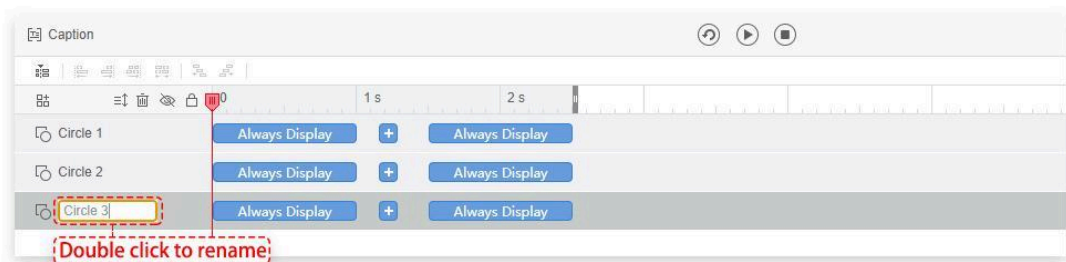 Caption
0 1 s 2 s
Circle 1 Always Display + Always Display
Circle 2 Always Display + Always Display
Circle 3 Always Display + Always Display
Double click to rename